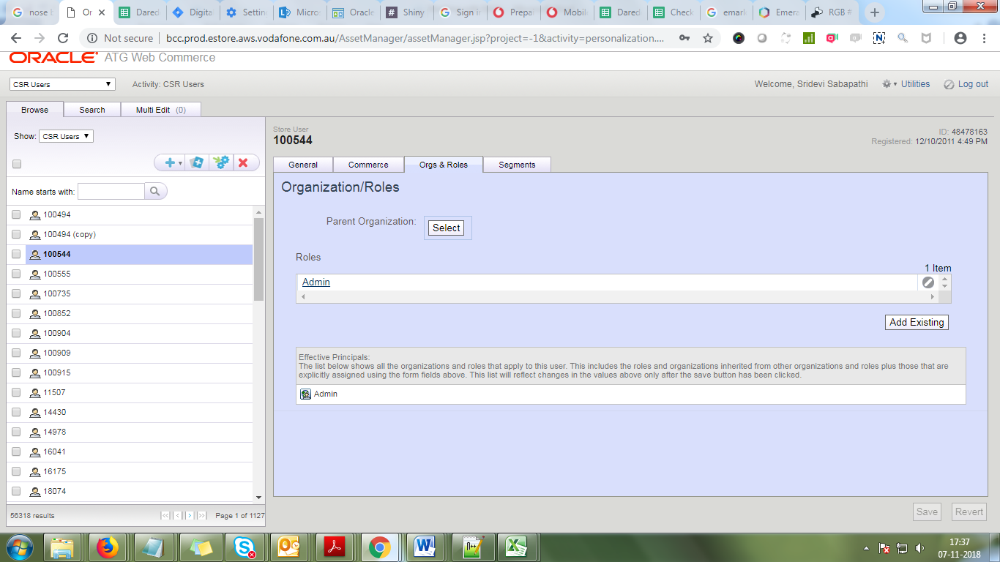 nose b
Or
Dared
Digita
Settin
Micro
Oracle
Shiny
Sign i
Prepa
Mobil
Dared
Check
emark
Emera
RGB #
Not secure
bcc.prod.estore.aws.vodafone.com.au/AssetManager/assetManager.jsp?project=-1&activity=personalization....
ORACLE ATG Web Commerce
CSR Users
Activity: CSR Users
Welcome, Sridevi Sabapathi
Utilities
Log out
Browse
Search
Multi Edit (0)
Show: CSR Users
Name starts with:
100494
100494 (copy)
100544
100555
100735
100852
100904
100909
100915
11507
14430
14978
16041
16175
18074
56318 results
Page 1 of 1127
Store User
100544
ID: 48478163
Registered: 12/10/2011 4:49 PM
General
Commerce
Orgs & Roles
Segments
Organization/Roles
Parent Organization:
Select
Roles
1 Item
Admin
Add Existing
Effective Principals:
The list below shows all the organizations and roles that apply to this user. This includes the roles and organizations inherited from other organizations and roles plus those that are
explicitly assigned using the form fields above. This list will reflect changes in the values above only after the save button has been clicked.
Admin
Save
Revert
17:37
07-11-2018